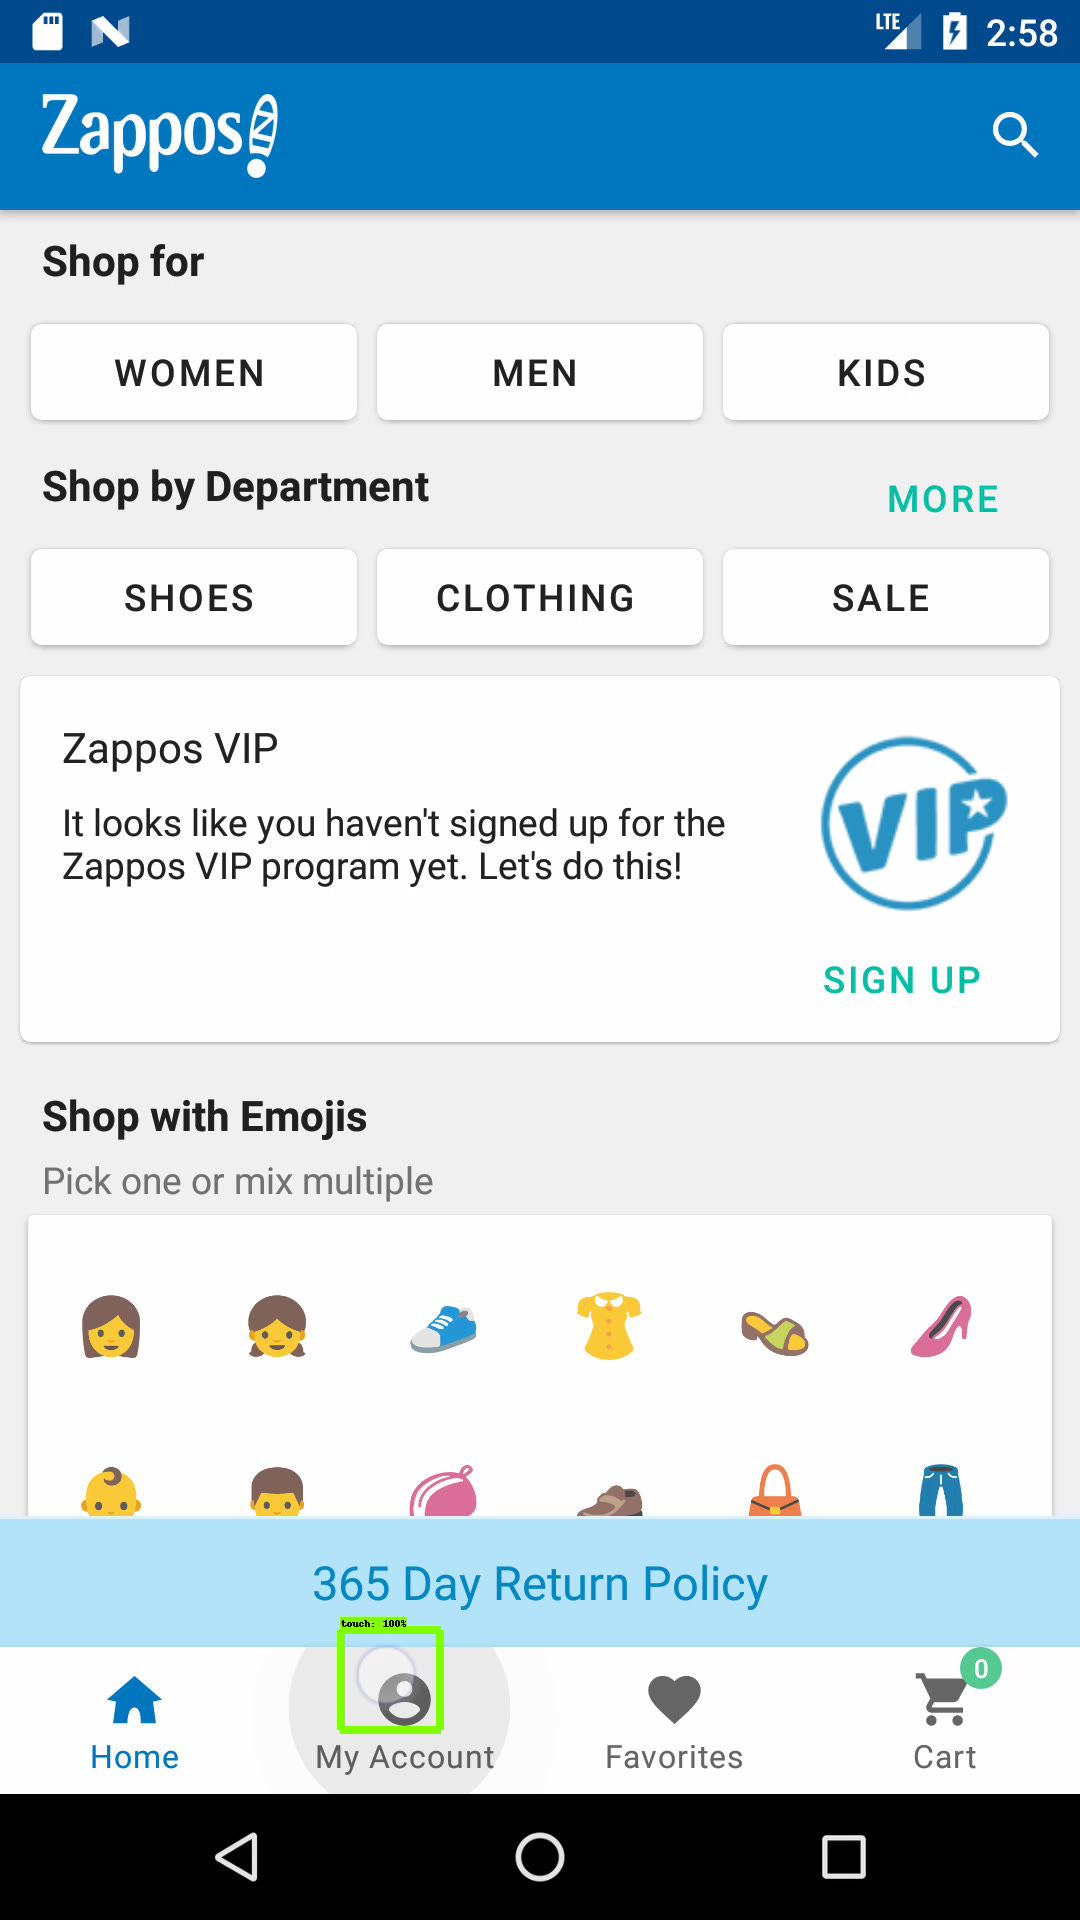 LTE 2:58
Zappos
Shop for
WOMEN MEN KIDS
Shop by Department MORE
SHOES CLOTHING SALE
Zappos VIP
It looks like you haven't signed up for the
Zappos VIP program yet. Let's do this!
VIP
SIGN UP
Shop with Emojis
Pick one or mix multiple
365 Day Return Policy
touch: 100%
0
Home My Account Favorites Cart